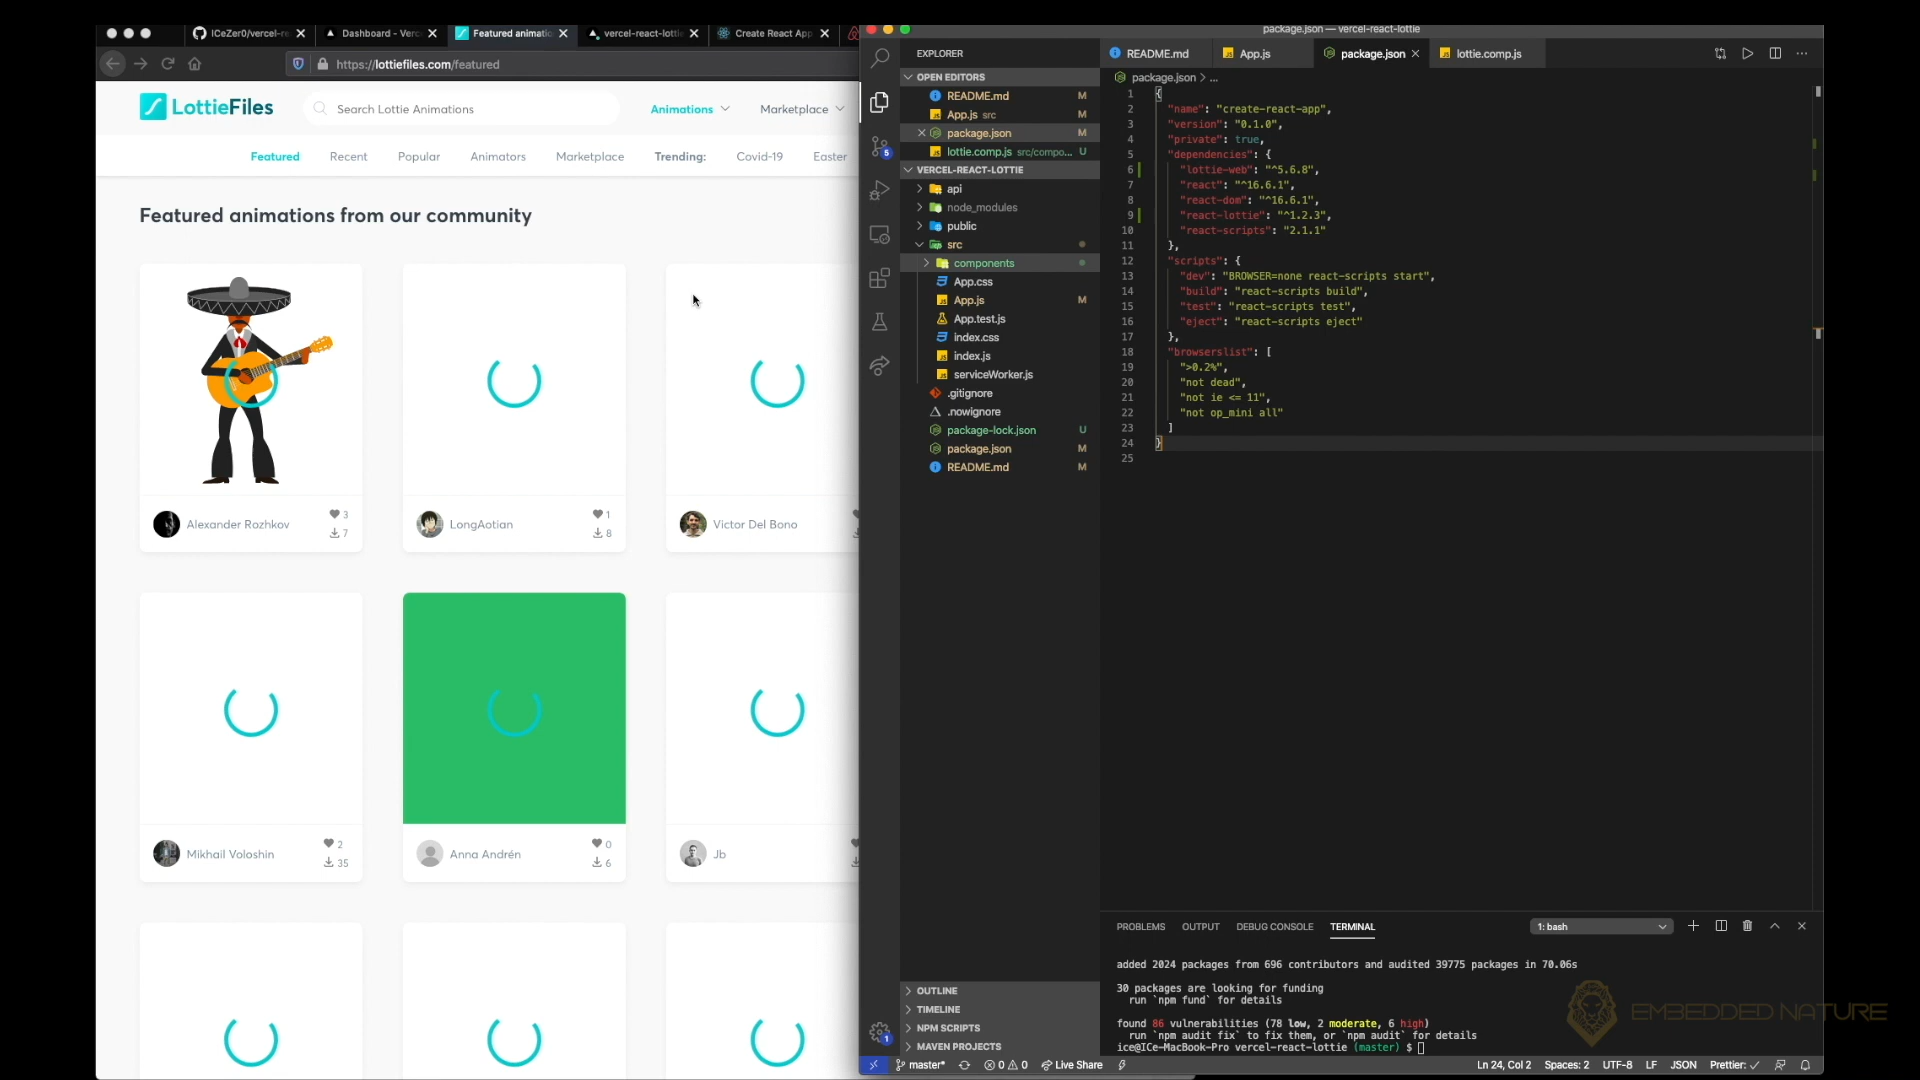 ICeZer0/vercel-re
Dashboard - Verc
Featured animatio
vercel-react-lottie
Create React App
https://lottiefiles.com/featured
LottieFiles
Search Lottie Animations
Animations
Marketplace
Featured
Recent
Popular
Animators
Marketplace
Trending:
Covid-19
Easter
Featured animations from our community
Alexander Rozhkov
3
7
LongAotian
1
8
Victor Del Bono
Mikhail Voloshin
2
35
Anna Andrén
0
6
Jb
package.json — vercel-react-lottie
EXPLORER
OPEN EDITORS
README.md M
App.js src M
package.json M
lottie.comp.js src/compo... U
VERCEL-REACT-LOTTIE
api
node_modules
public
src
components
App.css
App.js M
App.test.js
index.css
index.js
serviceWorker.js
.gitignore
.nowignore
package-lock.json U
package.json M
README.md M
OUTLINE
TIMELINE
NPM SCRIPTS
MAVEN PROJECTS
5
1
README.md
App.js
package.json
lottie.comp.js
package.json > ...
1 {
2 "name": "create-react-app",
3 "version": "0.1.0",
4 "private": true,
5 "dependencies": {
6 "lottie-web": "^5.6.8",
7 "react": "^16.6.1",
8 "react-dom": "^16.6.1",
9 "react-lottie": "^1.2.3",
10 "react-scripts": "2.1.1"
11 },
12 "scripts": {
13 "dev": "BROWSER=none react-scripts start",
14 "build": "react-scripts build",
15 "test": "react-scripts test",
16 "eject": "react-scripts eject"
17 },
18 "browserslist": [
19 ">0.2%",
20 "not dead",
21 "not ie <= 11",
22 "not op_mini all"
23 ]
24 }
25
PROBLEMS
OUTPUT
DEBUG CONSOLE
TERMINAL
1: bash
added 2024 packages from 696 contributors and audited 39775 packages in 70.06s
30 packages are looking for funding
run `npm fund` for details
found 86 vulnerabilities (78 low, 2 moderate, 6 high)
run `npm audit fix` to fix them, or `npm audit` for details
ice@ICe-MacBook-Pro vercel-react-lottie (master) $
EMBEDDED NATURE
master*
0
0
Live Share
Ln 24, Col 2
Spaces: 2
UTF-8
LF
JSON
Prettier: ✓